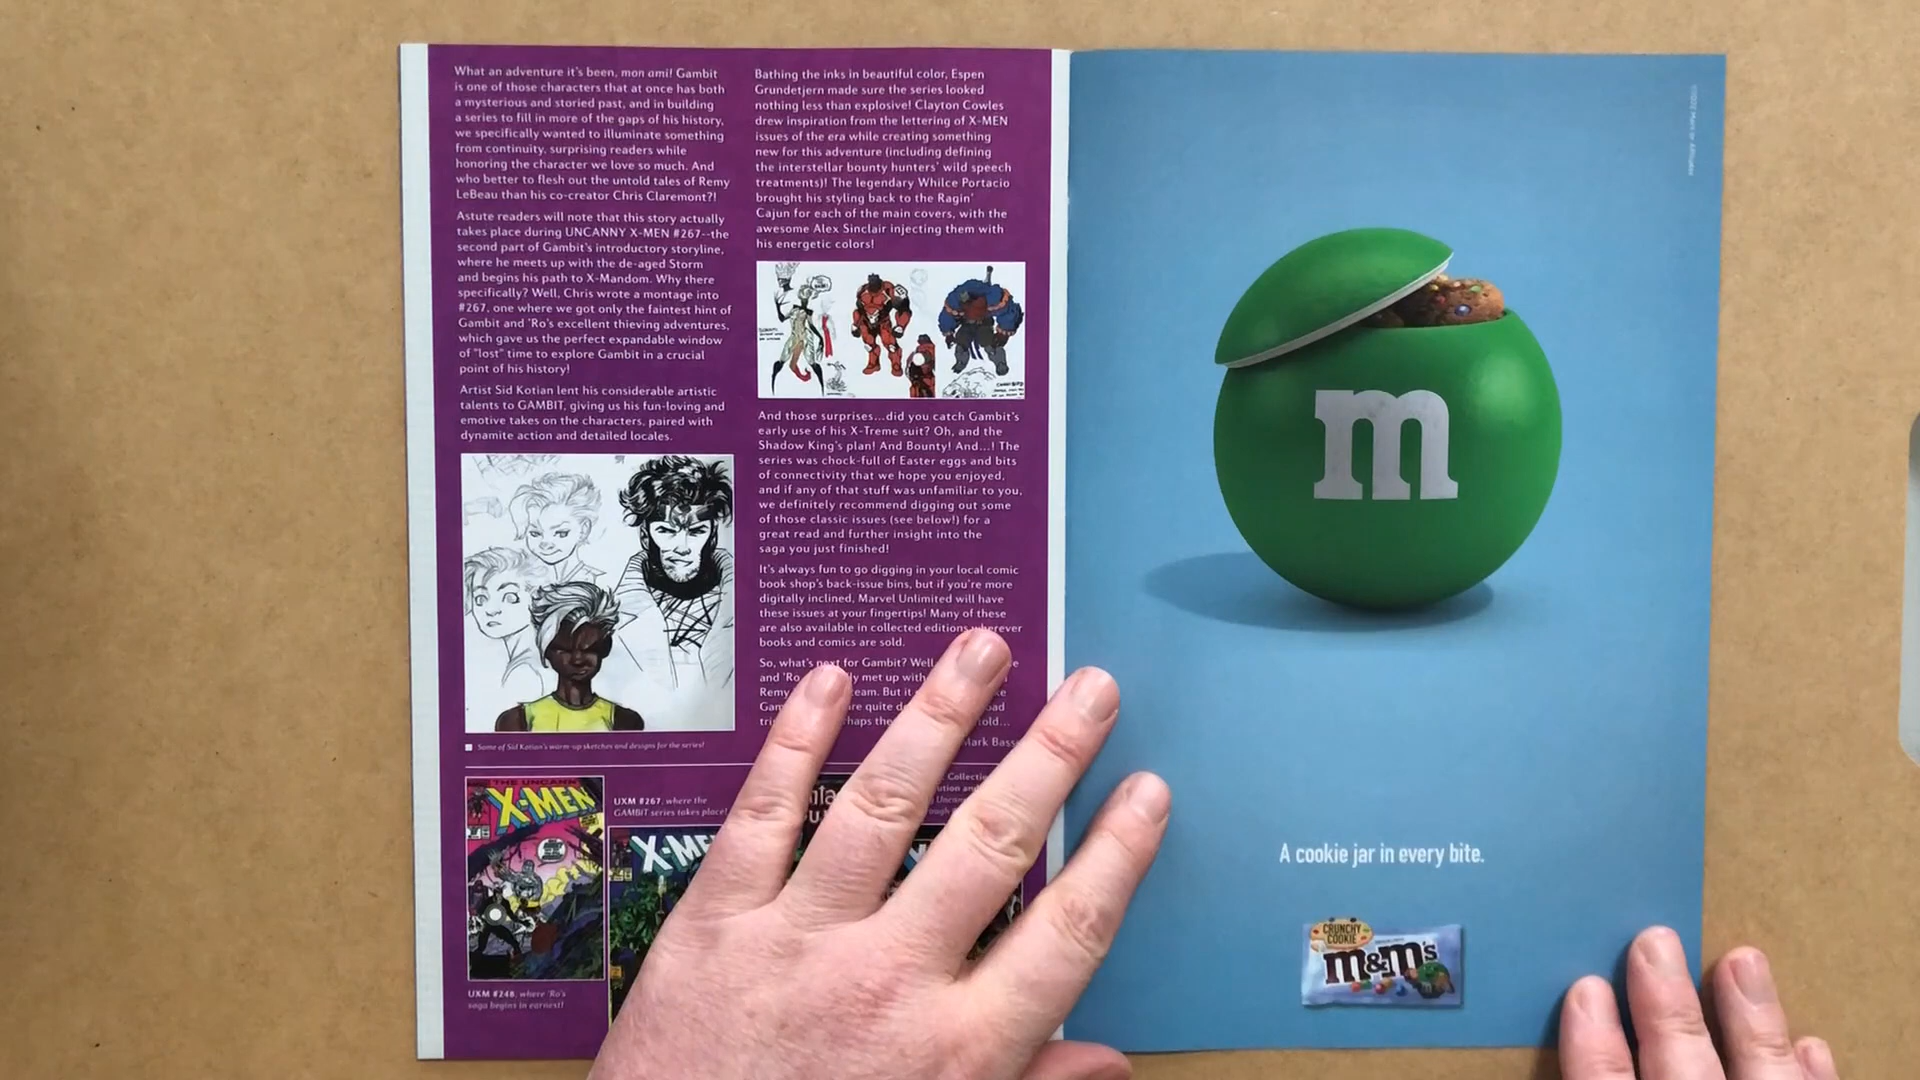 What an adventure it's been, mon ami! Gambit
is one of those characters that at once has both
a mysterious and storied past, and in building
a series to fill in more of the gaps of his history,
we specifically wanted to illuminate something
from continuity, surprising readers while
honoring the character we love so much. And
who better to flesh out the untold tales of Remy
LeBeau than his co-creator Chris Claremont?!
Astute readers will note that this story actually
takes place during UNCANNY X-MEN #267--the
second part of Gambit's introductory storyline,
where he meets up with the de-aged Storm
and begins his path to X-Mandom. Why there
specifically? Well, Chris wrote a montage into
#267, one where we got only the faintest hint of
Gambit and 'Ro's excellent thieving adventures,
which gave us the perfect expandable window
of "lost" time to explore Gambit in a crucial
point of his history!
Artist Sid Kotian lent his considerable artistic
talents to GAMBIT, giving us his fun-loving and
emotive takes on the characters, paired with
dynamite action and detailed locales.
Some of Sid Kotian's warm-up sketches and designs for the series!
Bathing the inks in beautiful color, Espen
Grundetjern made sure the series looked
nothing less than explosive! Clayton Cowles
drew inspiration from the lettering of X-MEN
issues of the era while creating something
new for this adventure (including defining
the interstellar bounty hunters' wild speech
treatments)! The legendary Whilce Portacio
brought his styling back to the Ragin'
Cajun for each of the main covers, with the
awesome Alex Sinclair injecting them with
his energetic colors!
And those surprises...did you catch Gambit's
early use of his X-Treme suit? Oh, and the
Shadow King's plan! And Bounty! And...! The
series was chock-full of Easter eggs and bits
of connectivity that we hope you enjoyed,
and if any of that stuff was unfamiliar to you,
we definitely recommend digging out some
of those classic issues (see below!) for a
great read and further insight into the
saga you just finished!
It's always fun to go digging in your local comic
book shop's back-issue bins, but if you're more
digitally inclined, Marvel Unlimited will have
these issues at your fingertips! Many of these
are also available in collected editions wherever
books and comics are sold.
So, what's next for Gambit? Well
and 'Ro met up with
Remy team. But it
are quite
Mark
THE UNCANNY
X-MEN
UXM #267, where the
GAMBIT series takes place!
X-ME
UXM #248, where 'Ro's
saga begins in earnest!
m
A cookie jar in every bite.
CRUNCHY
COOKIE
m&m's